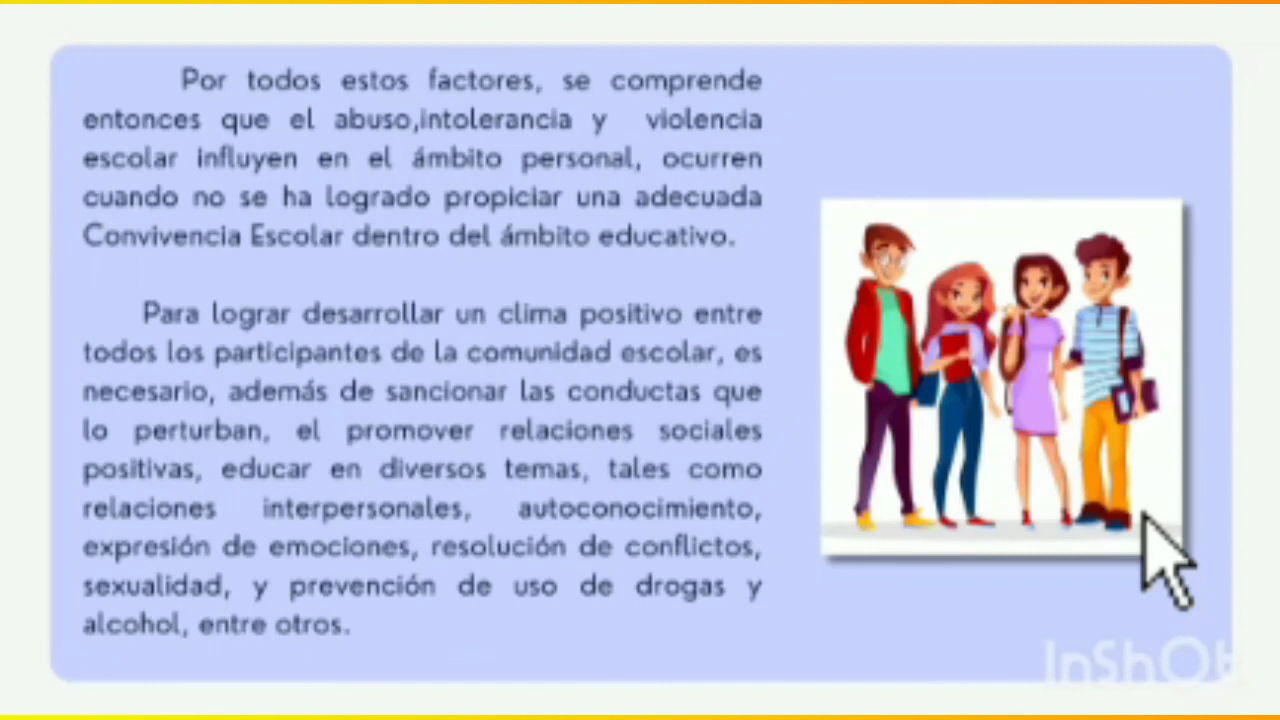 Por todos estos factores, se comprende
entonces que el abuso,intolerancia y violencia
escolar influyen en el ámbito personal, ocurren
cuando no se ha logrado propiciar una adecuada
Convivencia Escolar dentro del ámbito educativo.
Para lograr desarrollar un clima positivo entre
todos los participantes de la comunidad escolar, es
necesario, además de sancionar las conductas que
lo perturban, el promover relaciones sociales
positivas, educar en diversos temas, tales como
relaciones interpersonales, autoconocimiento,
expresión de emociones, resolución de conflictos,
sexualidad, y prevención de uso de drogas y
alcohol, entre otros.
InShOt